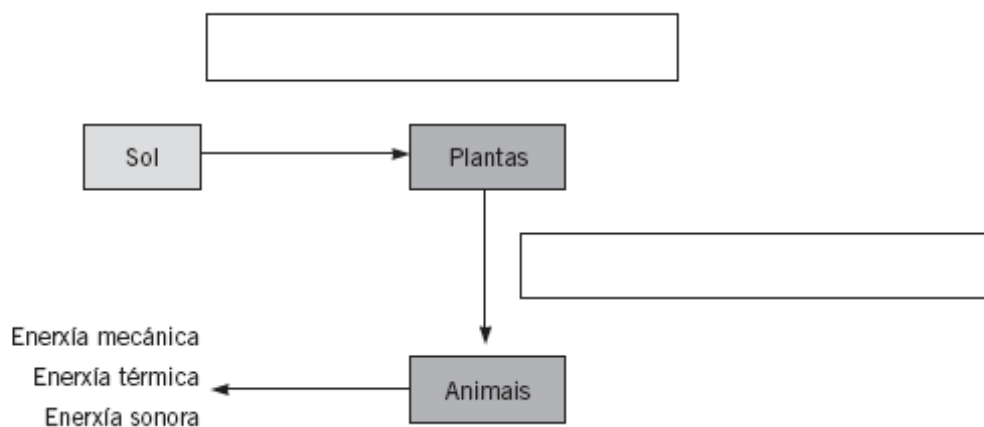 Sol
Plantas
Enerxía mecánica
Enerxía térmica
Enerxía sonora
Animais